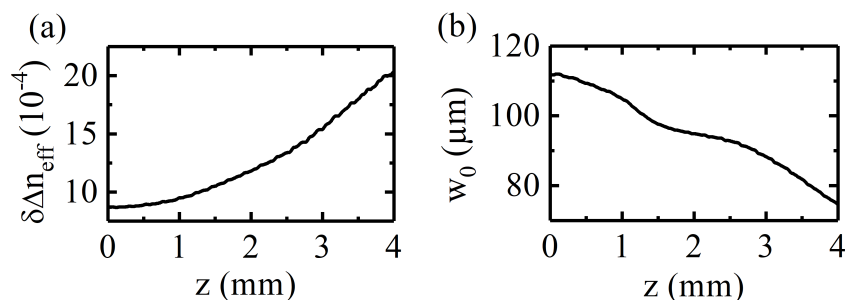 (a)
δΔn_eff (10^-4)
20
15
10
0 1 2 3 4
z (mm)
(b)
w_0 (μm)
120
100
80
0 1 2 3 4
z (mm)